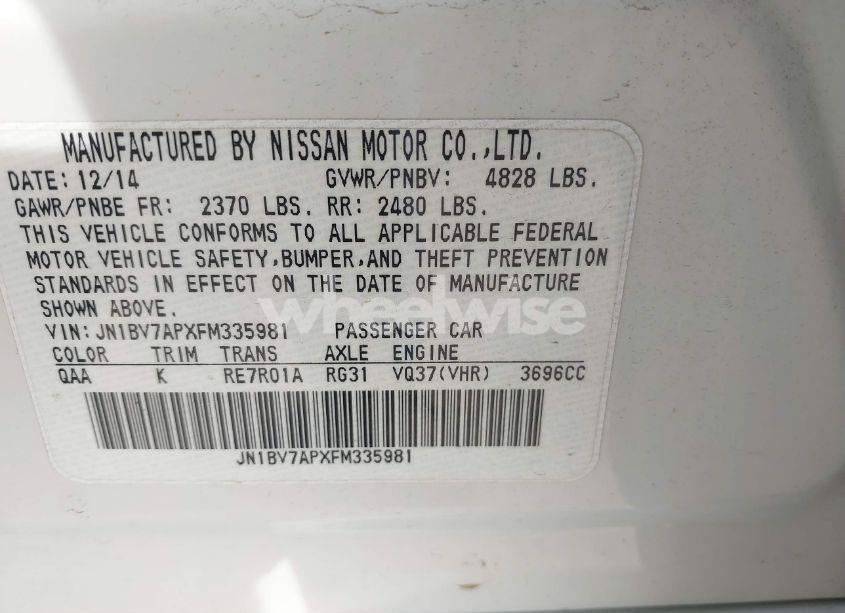 MANUFACTURED BY NISSAN MOTOR CO.,LTD.
DATE: 12/14 GVWR/PNBV: 4828 LBS.
GAWR/PNBE FR: 2370 LBS. RR: 2480 LBS.
THIS VEHICLE CONFORMS TO ALL APPLICABLE FEDERAL
MOTOR VEHICLE SAFETY,BUMPER,AND THEFT PREVENTION
STANDARDS IN EFFECT ON THE DATE OF MANUFACTURE
SHOWN ABOVE.
wheelwise
VIN: JN1BV7APXFM335981 PASSENGER CAR
COLOR TRIM TRANS AXLE ENGINE
QAA K RE7R01A RG31 VQ37(VHR) 3696CC
JN1BV7APXFM335981